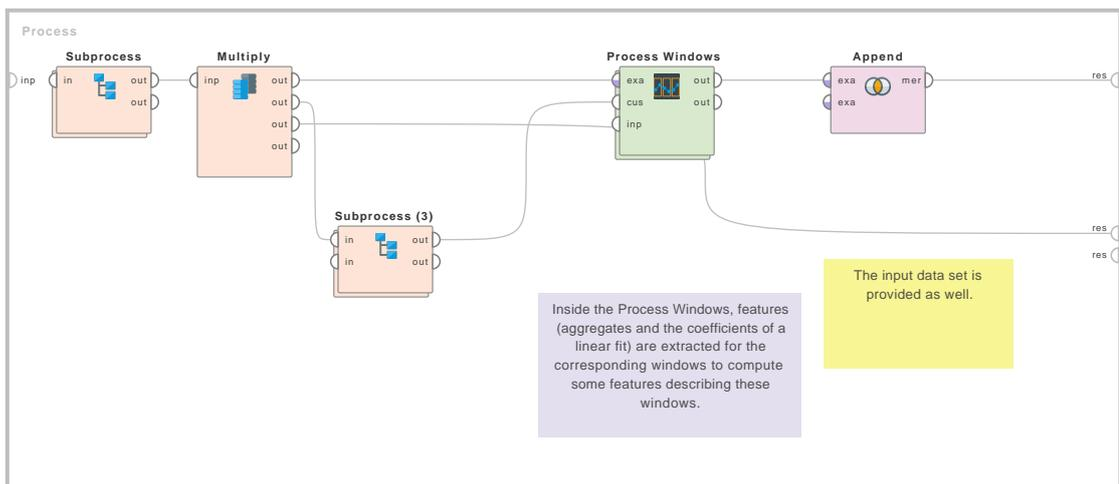 Process
Subprocess Multiply Process Windows Append
inp in out inp out exa out exa mer res
out out cus out exa
out inp
out
Subprocess (3)
in out res
in out res
The input data set is
provided as well.
Inside the Process Windows, features
(aggregates and the coefficients of a
linear fit) are extracted for the
corresponding windows to compute
some features describing these
windows.